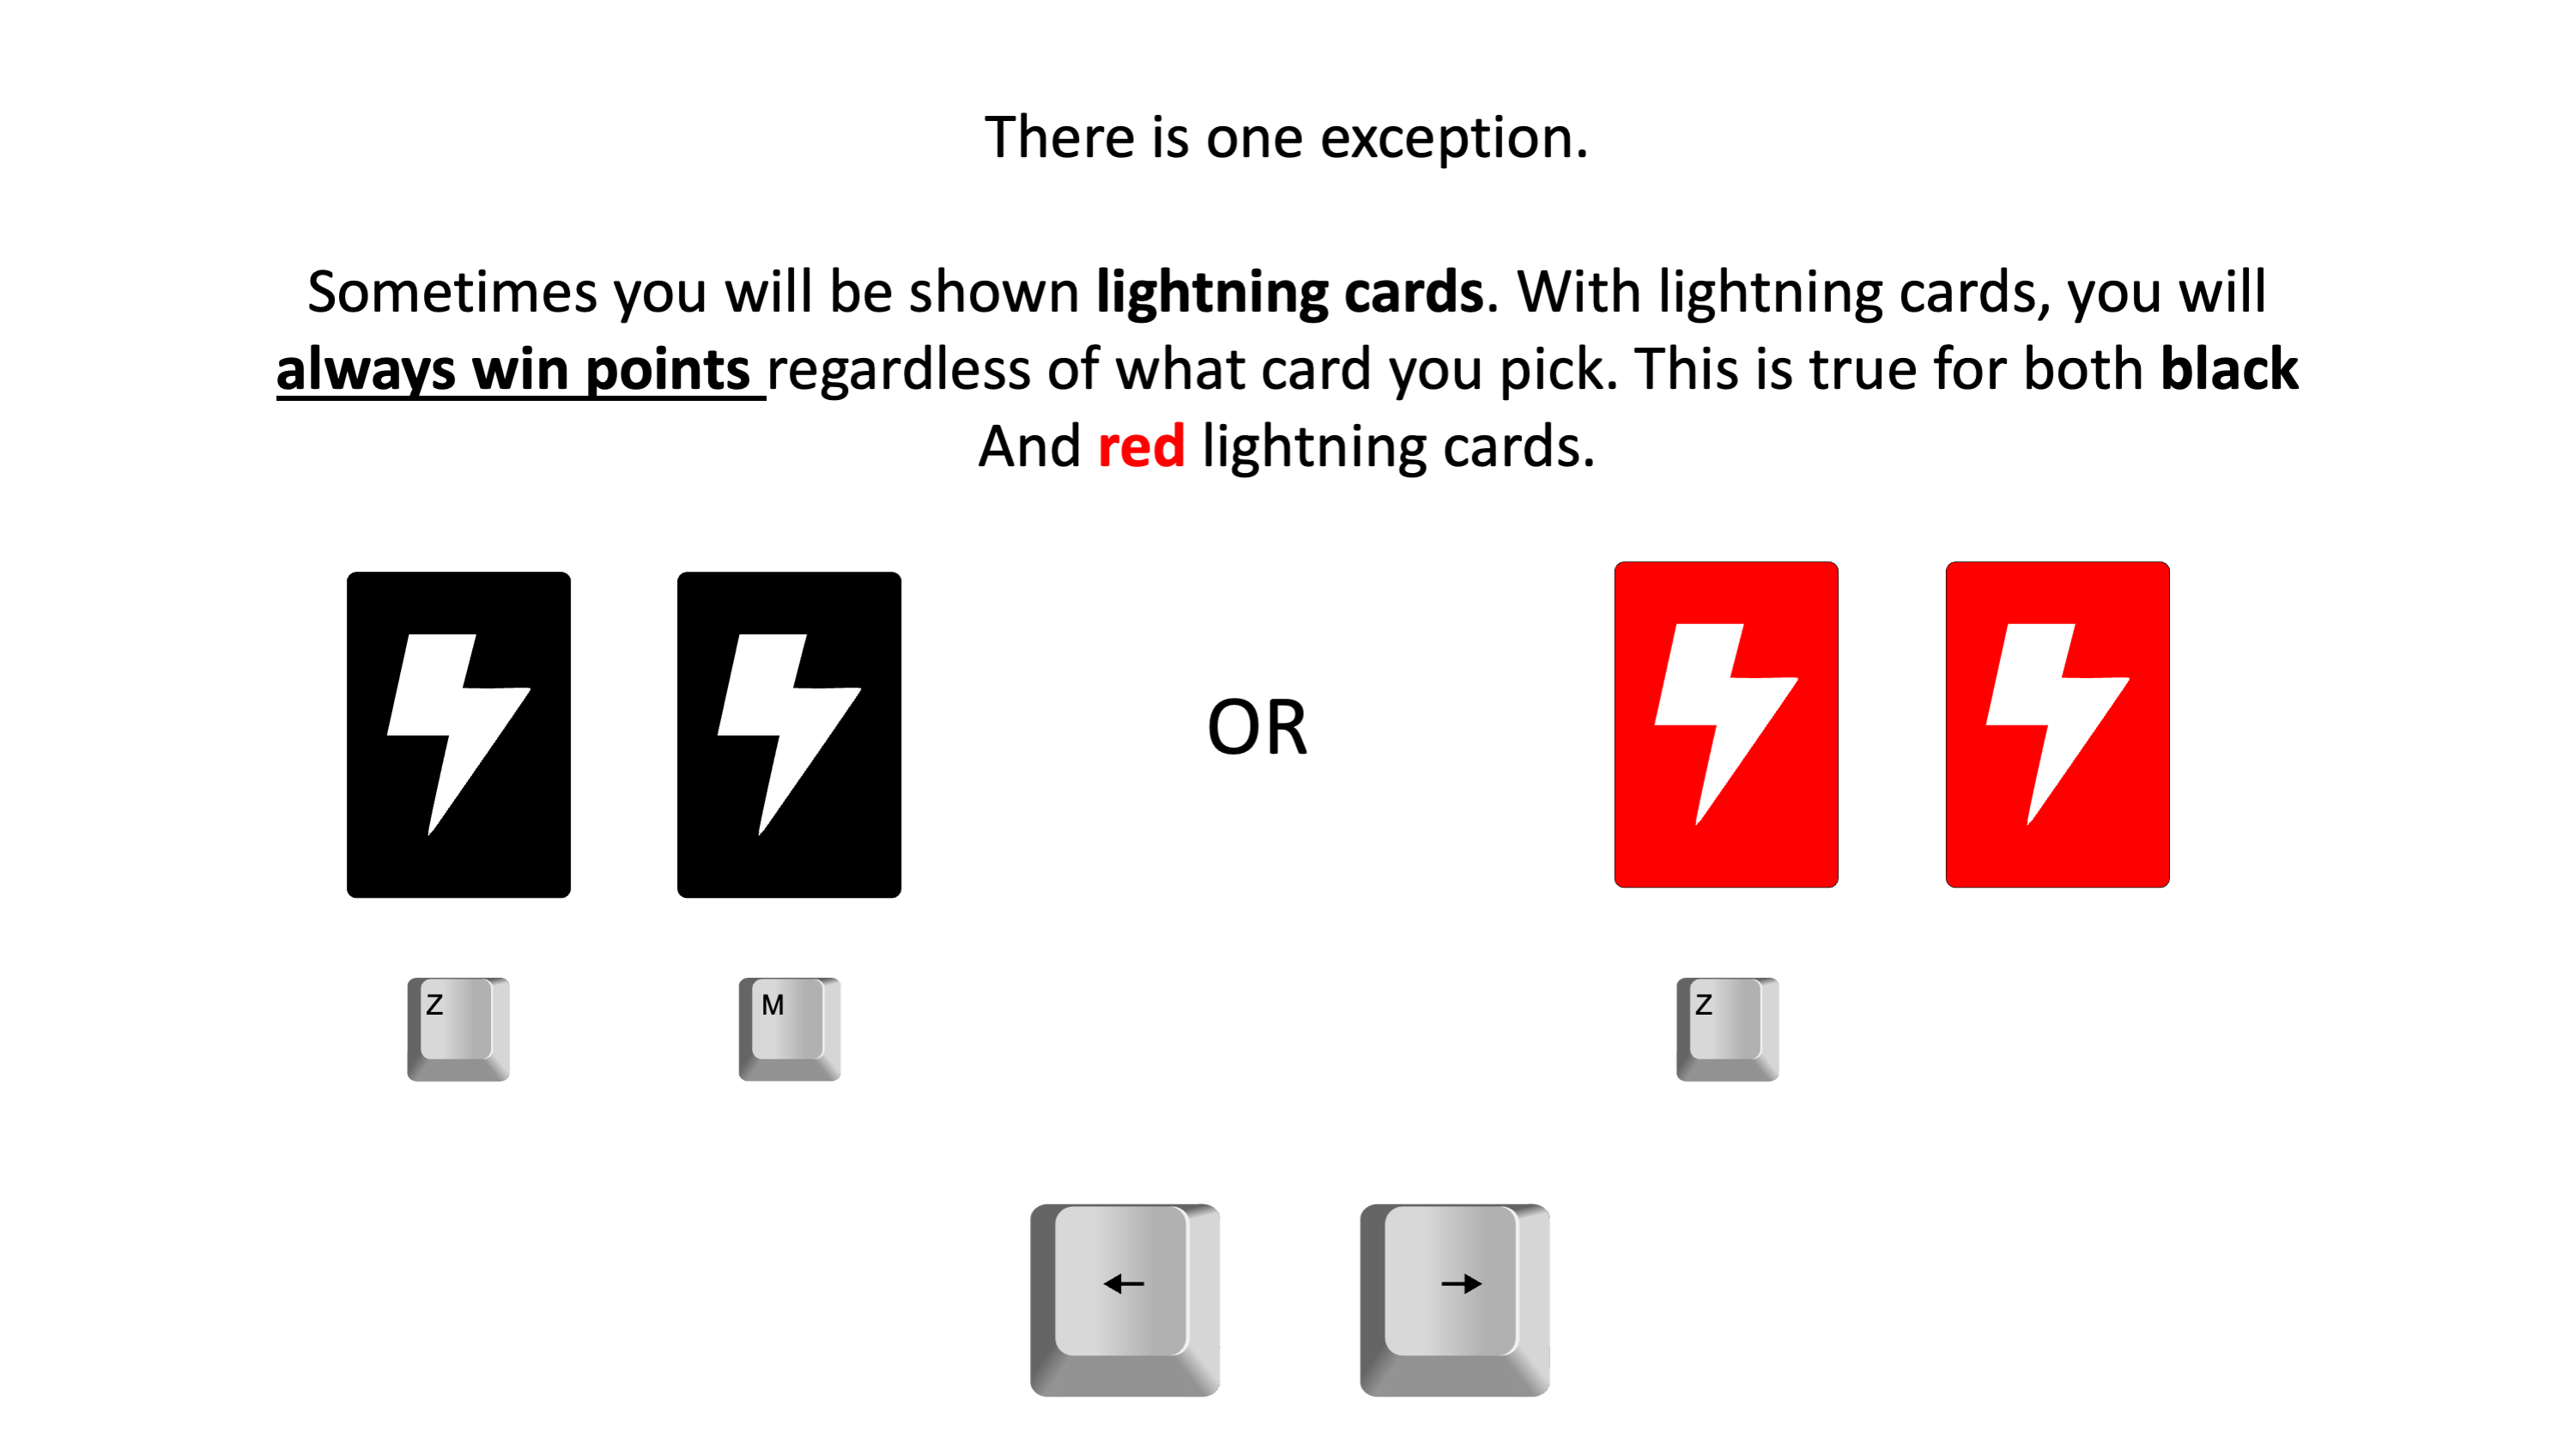 There is one exception.
Sometimes you will be shown lightning cards. With lightning cards, you will
always win points regardless of what card you pick. This is true for both black
And red lightning cards.
OR
Z M Z
← →